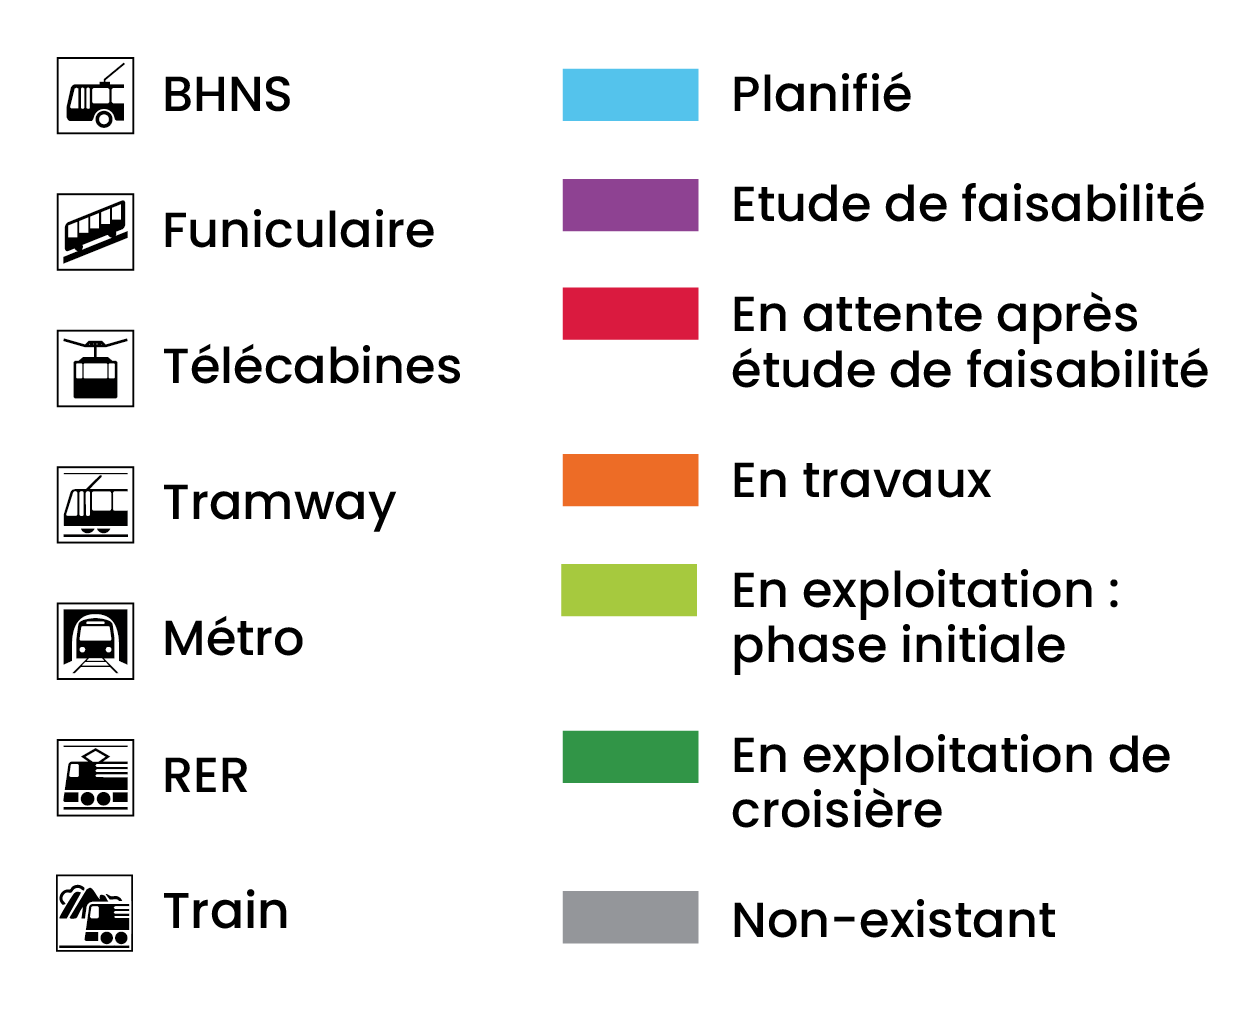 BHNS
Funiculaire
Télécabines
Tramway
Métro
RER
Train
Planifié
Etude de faisabilité
En attente après
étude de faisabilité
En travaux
En exploitation :
phase initiale
En exploitation de
croisière
Non-existant